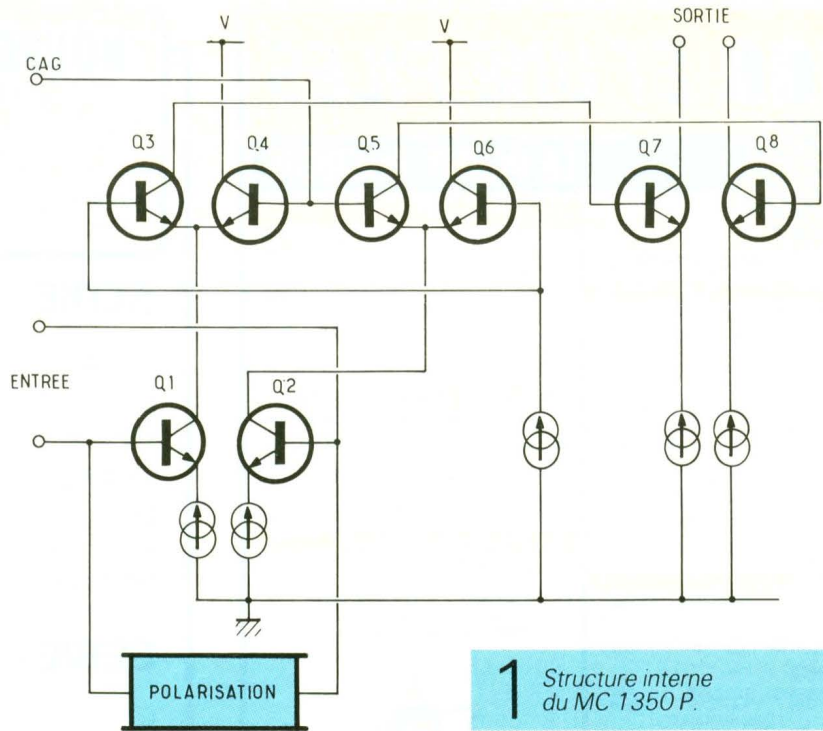 V
V
SORTIE
CAG
Q3
Q4
Q5
Q6
Q7
Q8
ENTREE
Q1
Q2
POLARISATION
1 Structure interne
du MC 1350 P.